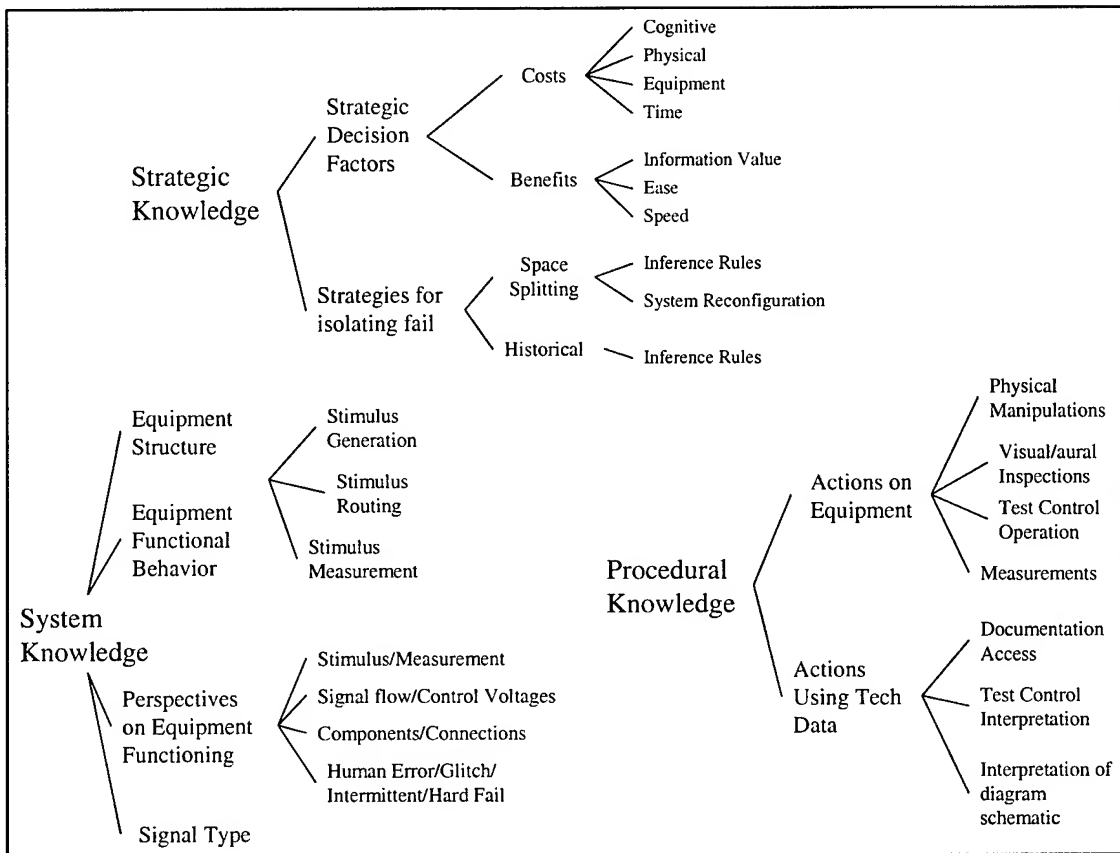 Strategic
Knowledge
Strategic
Decision
Factors
Costs
Cognitive
Physical
Equipment
Time
Benefits
Information Value
Ease
Speed
Strategies for
isolating fail
Space
Splitting
Inference Rules
System Reconfiguration
Historical
Inference Rules
System
Knowledge
Equipment
Structure
Equipment
Functional
Behavior
Stimulus
Generation
Stimulus
Routing
Stimulus
Measurement
Perspectives
on Equipment
Functioning
Stimulus/Measurement
Signal flow/Control Voltages
Components/Connections
Human Error/Glitch/
Intermittent/Hard Fail
Signal Type
Procedural
Knowledge
Actions on
Equipment
Physical
Manipulations
Visual/aural
Inspections
Test Control
Operation
Measurements
Actions
Using Tech
Data
Documentation
Access
Test Control
Interpretation
Interpretation of
diagram
schematic